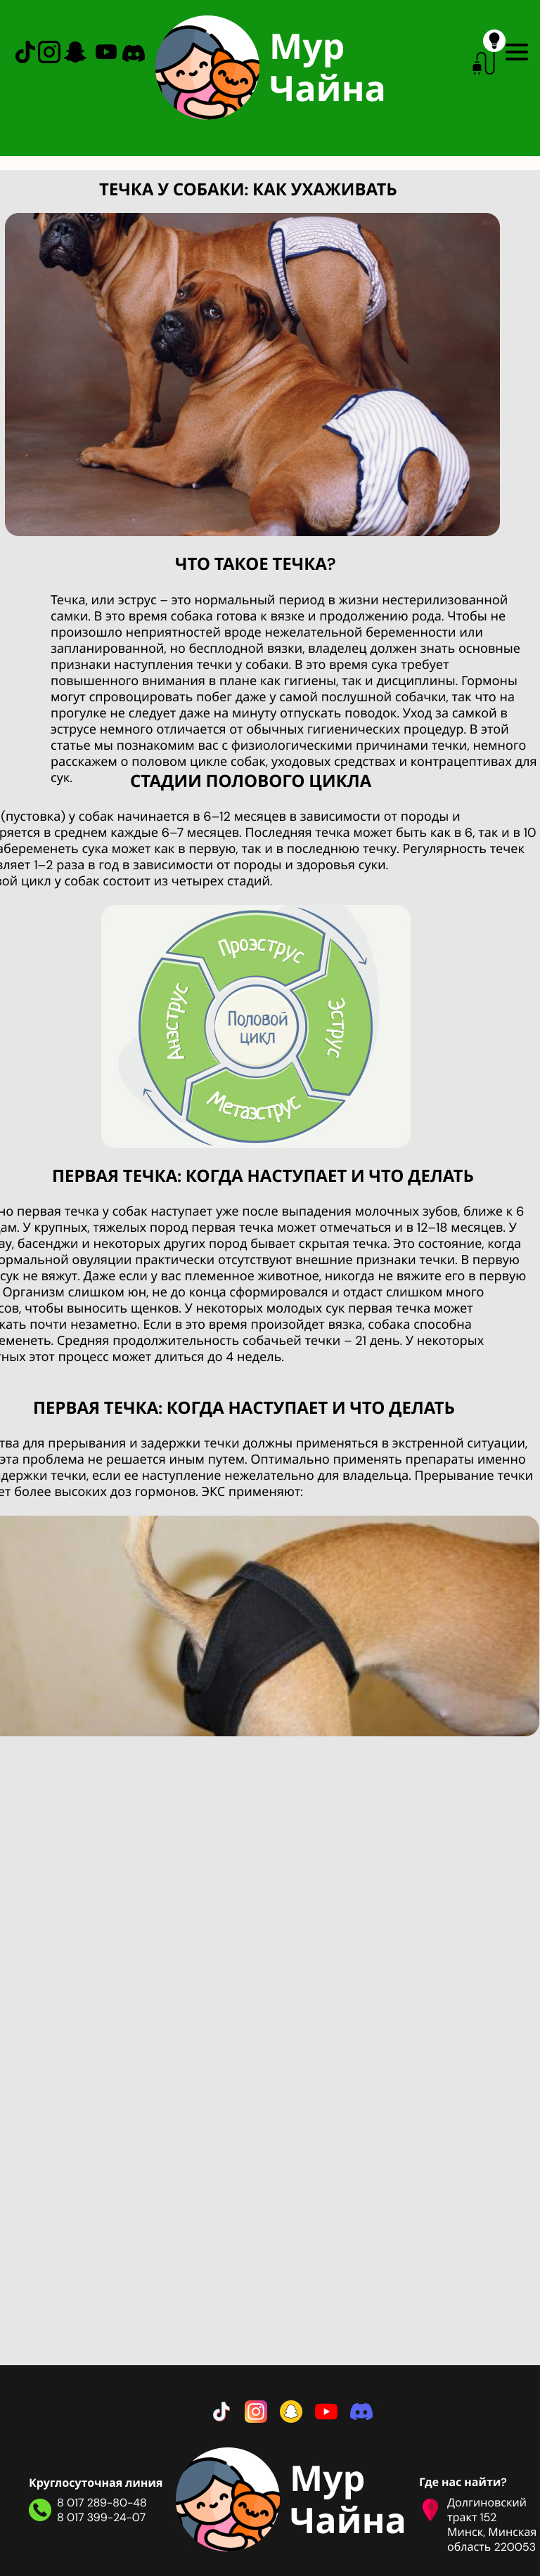 Мур
Чайна
ТЕЧКА У СОБАКИ: КАК УХАЖИВАТЬ
ЧТО ТАКОЕ ТЕЧКА?
Течка, или эструс – это нормальный период в жизни нестерилизованной
самки. В это время собака готова к вязке и продолжению рода. Чтобы не
произошло неприятностей вроде нежелательной беременности или
запланированной, но бесплодной вязки, владелец должен знать основные
признаки наступления течки у собаки. В это время сука требует
повышенного внимания в плане как гигиены, так и дисциплины. Гормоны
могут спровоцировать побег даже у самой послушной собачки, так что на
прогулке не следует даже на минуту отпускать поводок. Уход за самкой в
эструсе немного отличается от обычных гигиенических процедур. В этой
статье мы познакомим вас с физиологическими причинами течки, немного
расскажем о половом цикле собак, уходовых средствах и контрацептивах для
сук.
СТАДИИ ПОЛОВОГО ЦИКЛА
(пустовка) у собак начинается в 6–12 месяцев в зависимости от породы и
ряется в среднем каждые 6–7 месяцев. Последняя течка может быть как в 6, так и в 10
абеременеть сука может как в первую, так и в последнюю течку. Регулярность течек
вляет 1–2 раза в год в зависимости от породы и здоровья суки.
вой цикл у собак состоит из четырех стадий.
Проэструс
Эструс
Метаэструс
Анэструс
Половой
цикл
ПЕРВАЯ ТЕЧКА: КОГДА НАСТУПАЕТ И ЧТО ДЕЛАТЬ
но первая течка у собак наступает уже после выпадения молочных зубов, ближе к 6
ам. У крупных, тяжелых пород первая течка может отмечаться и в 12–18 месяцев. У
ау, басенджи и некоторых других пород бывает скрытая течка. Это состояние, когда
ормальной овуляции практически отсутствуют внешние признаки течки. В первую
сук не вяжут. Даже если у вас племенное животное, никогда не вяжите его в первую
Организм слишком юн, не до конца сформировался и отдаст слишком много
сов, чтобы выносить щенков. У некоторых молодых сук первая течка может
кать почти незаметно. Если в это время произойдет вязка, собака способна
еменеть. Средняя продолжительность собачьей течки – 21 день. У некоторых
тных этот процесс может длиться до 4 недель.
ПЕРВАЯ ТЕЧКА: КОГДА НАСТУПАЕТ И ЧТО ДЕЛАТЬ
тва для прерывания и задержки течки должны применяться в экстренной ситуации,
эта проблема не решается иным путем. Оптимально применять препараты именно
держки течки, если ее наступление нежелательно для владельца. Прерывание течки
ет более высоких доз гормонов. ЭКС применяют:
Круглосуточная линия
8 017 289-80-48
8 017 399-24-07
Мур
Чайна
Где нас найти?
Долгиновский
тракт 152
Минск, Минская
область 220053